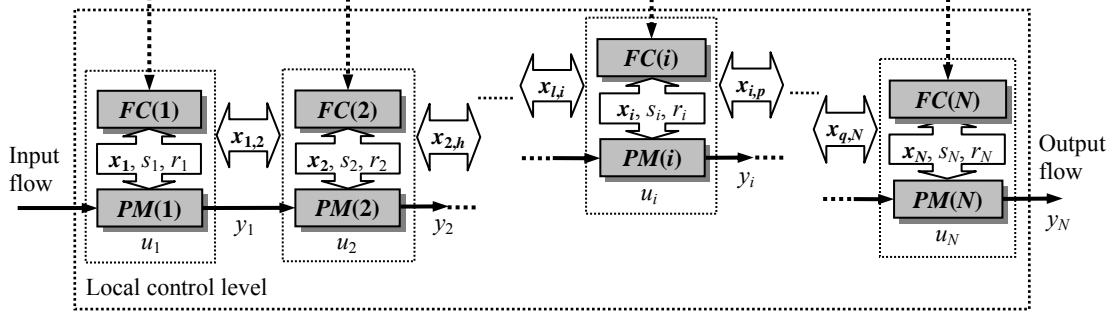 FC(1)
FC(2)
FC(i)
FC(N)
x1,2
x2,h
.....
xl,i
xi,p
.....
xq,N
x1, s1, r1
x2, s2, r2
xi, si, ri
xN, sN, rN
Input flow
PM(1)
y1
PM(2)
y2
PM(i)
yi
PM(N)
yN
Output flow
u1
u2
ui
uN
Local control level